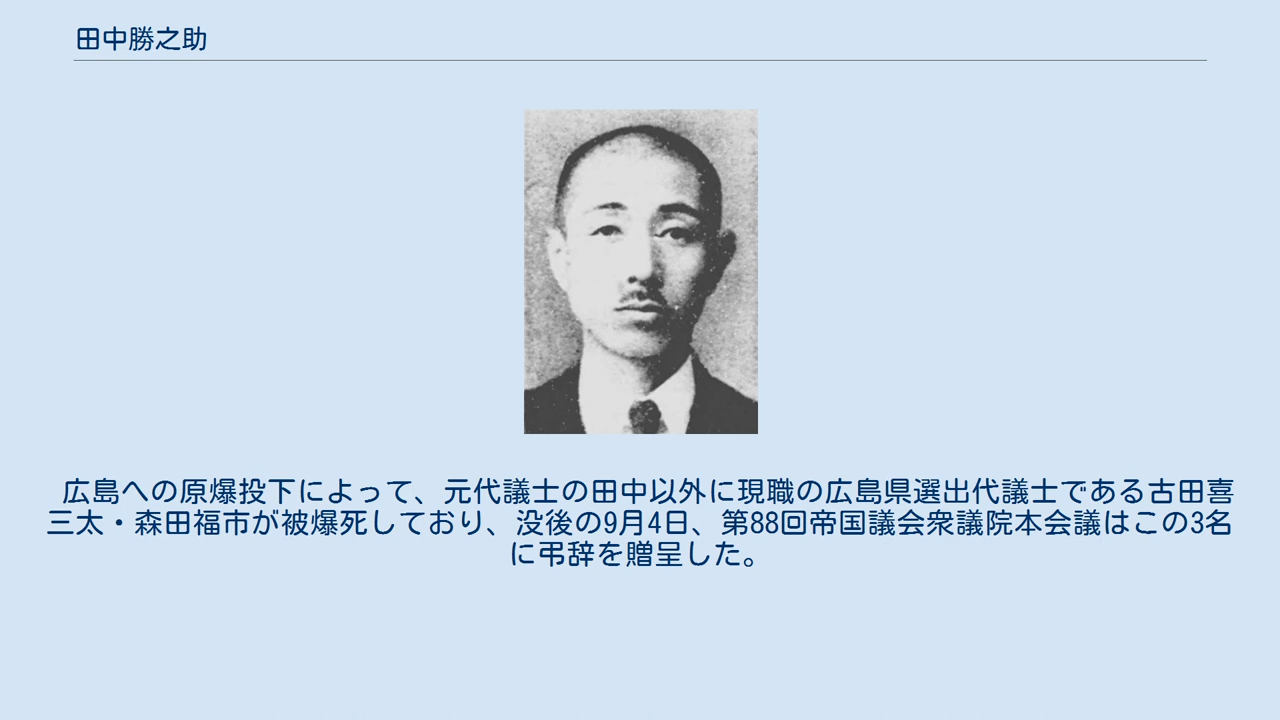 田中勝之助
広島への原爆投下によって、元代議士の田中以外に現職の広島県選出代議士である古田喜
三太・森田福市が被爆死しており、没後の9月4日、第88回帝国議会衆議院本会議はこの3名
に弔辞を贈呈した。